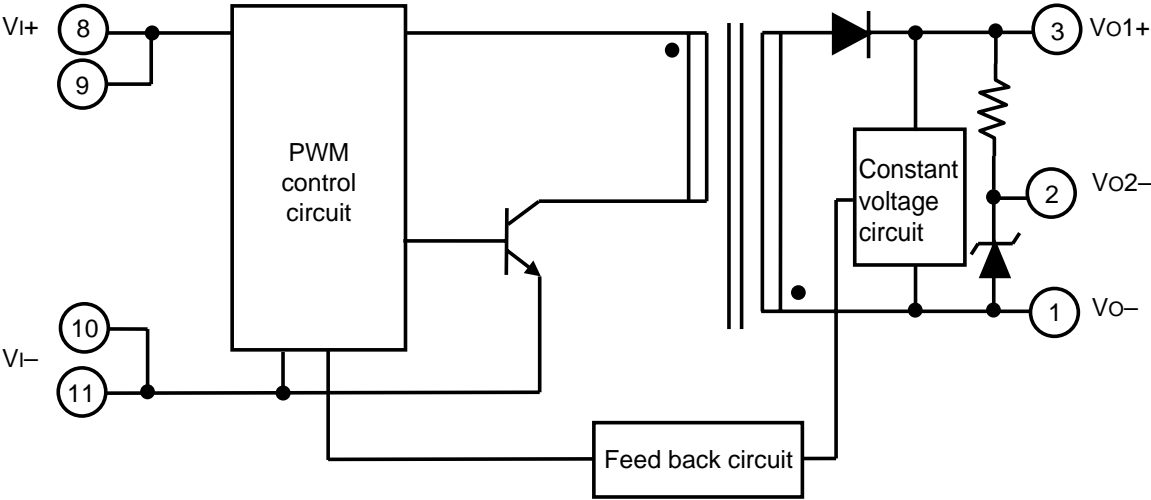 VI+
8
9
PWM
control
circuit
3
VO1+
Constant
voltage
circuit
2
VO2–
10
VI–
11
1
VO–
Feed back circuit